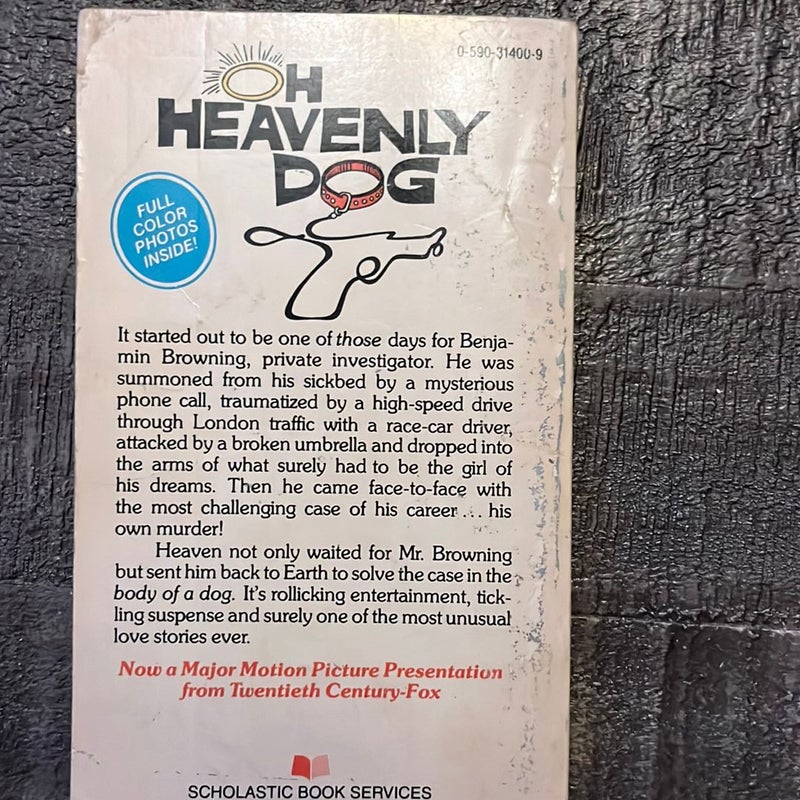 0-590-31400-9
OH
HEAVENLY
DOG
FULL
COLOR
PHOTOS
INSIDE!
It started out to be one of those days for Benja-
min Browning, private investigator. He was
summoned from his sickbed by a mysterious
phone call, traumatized by a high-speed drive
through London traffic with a race-car driver,
attacked by a broken umbrella and dropped into
the arms of what surely had to be the girl of
his dreams. Then he came face-to-face with
the most challenging case of his career . . . his
own murder!
Heaven not only waited for Mr. Browning
but sent him back to Earth to solve the case in the
body of a dog. It's rollicking entertainment, tick-
ling suspense and surely one of the most unusual
love stories ever.
Now a Major Motion Picture Presentation
from Twentieth Century-Fox
SCHOLASTIC BOOK SERVICES